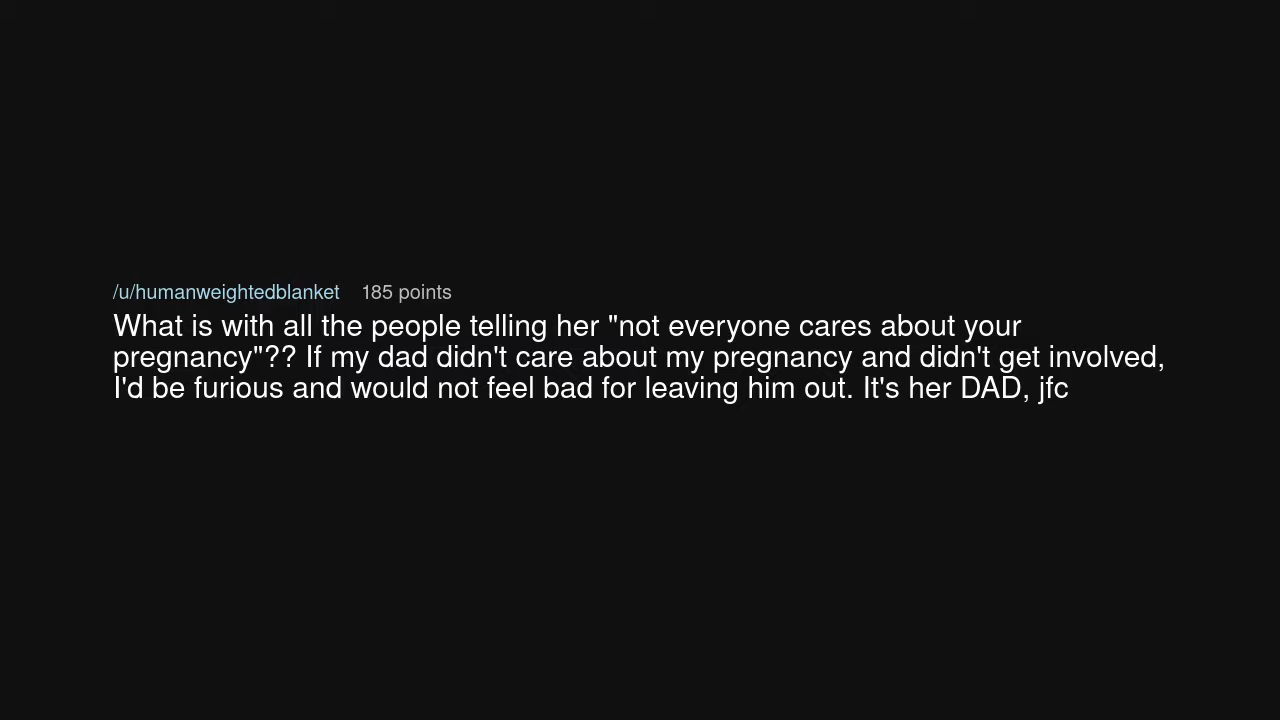 /u/humanweightedblanket 185 points
What is with all the people telling her "not everyone cares about your
pregnancy"?? If my dad didn't care about my pregnancy and didn't get involved,
I'd be furious and would not feel bad for leaving him out. It's her DAD, jfc